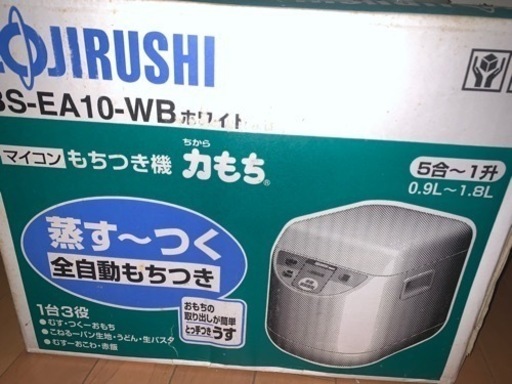 ZOJIRUSHI
BS-EA10-WB ホワイト
ちから
マイコン もちつき機 力もち®
5合～1升
0.9L～1.8L
蒸す～つく
全自動もちつき
1台3役
●むす・つくーおもち
●こねるーパン生地・うどん・生パスタ
●むすーおこわ・赤飯
おもちの
取り出しが簡単
とっ手つき
うす